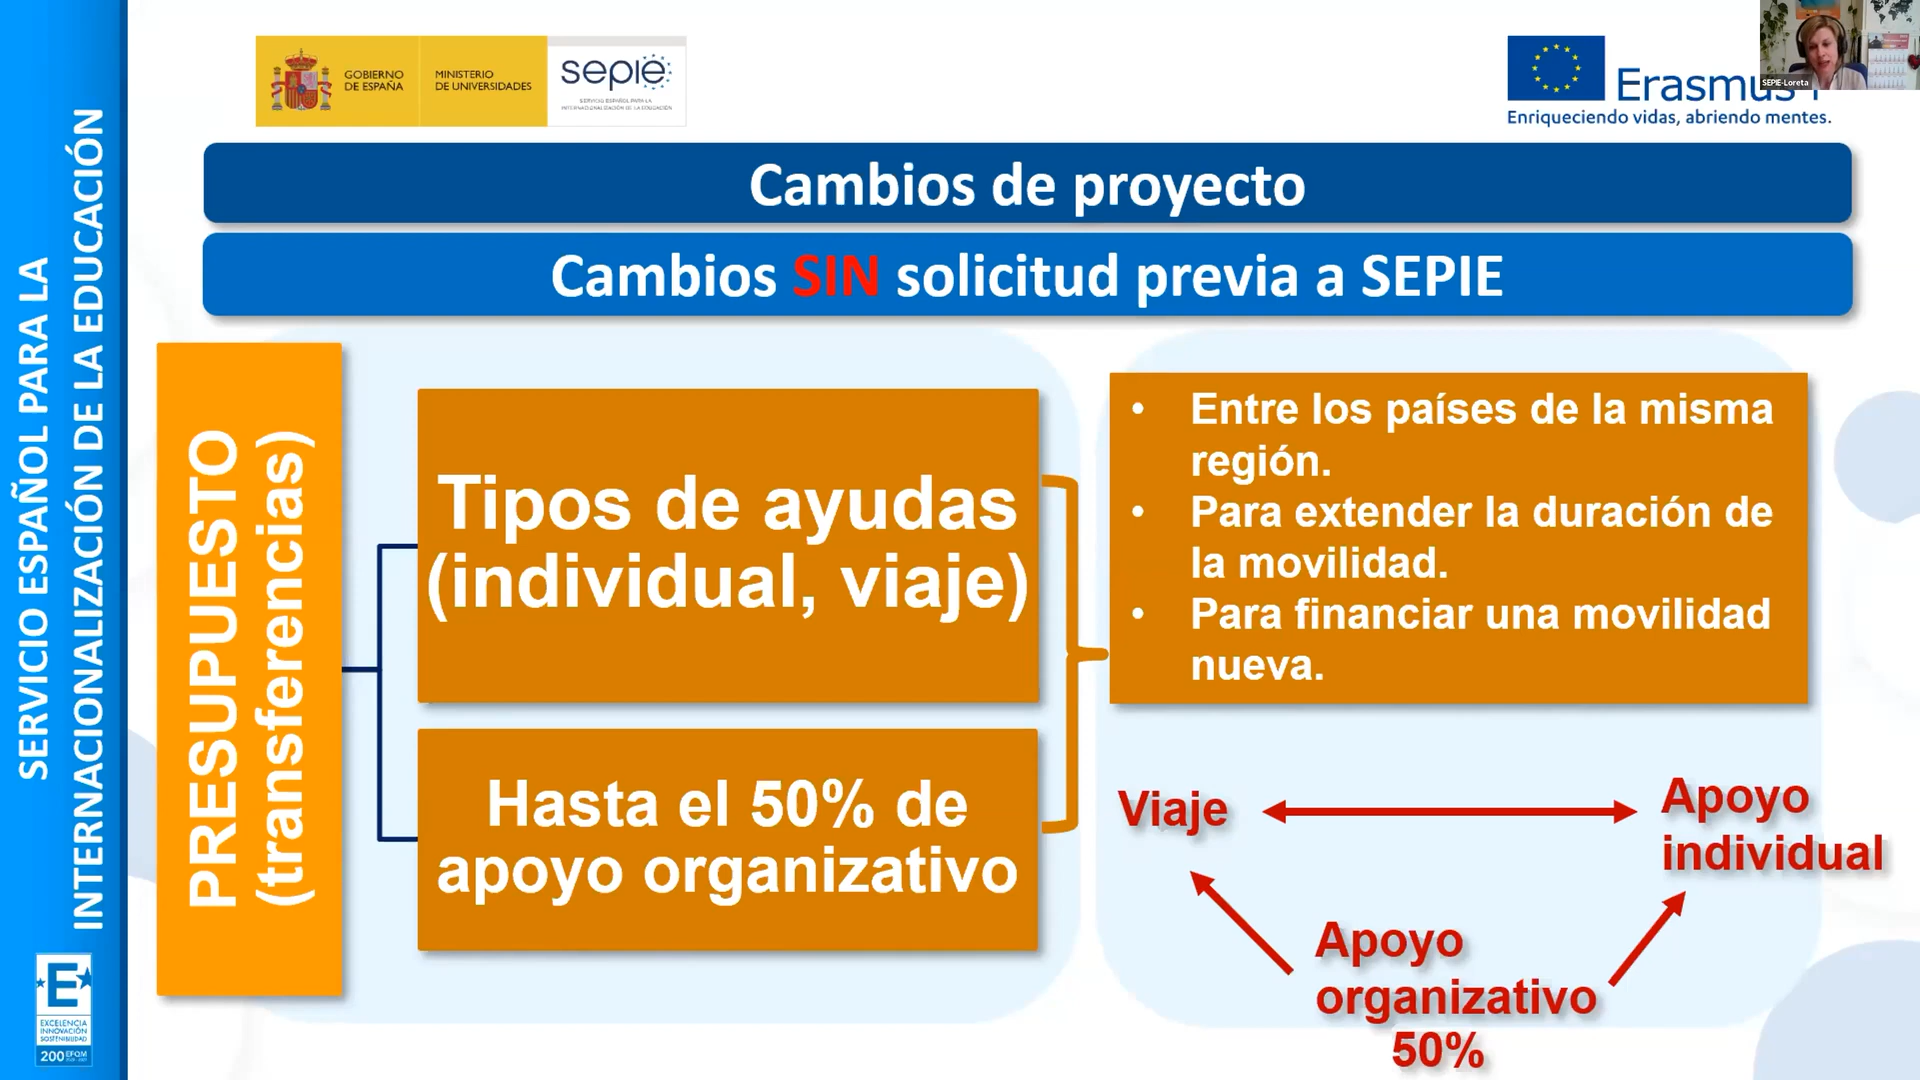 SERVICIO ESPAÑOL PARA LA
INTERNACIONALIZACIÓN DE LA EDUCACIÓN
EXCELENCIA
INNOVACIÓN
SOSTENIBILIDAD
200 EFQM
GOBIERNO
DE ESPAÑA
MINISTERIO
DE UNIVERSIDADES
sepie
SERVICIO ESPAÑOL PARA LA
INTERNACIONALIZACIÓN DE LA EDUCACIÓN
Erasmus+
Enriqueciendo vidas, abriendo mentes.
SEPIE-Loreta
Cambios de proyecto
Cambios SIN solicitud previa a SEPIE
PRESUPUESTO
(transferencias)
Tipos de ayudas
(individual, viaje)
Hasta el 50% de
apoyo organizativo
• Entre los países de la misma
región.
• Para extender la duración de
la movilidad.
• Para financiar una movilidad
nueva.
Viaje
Apoyo
individual
Apoyo
organizativo
50%